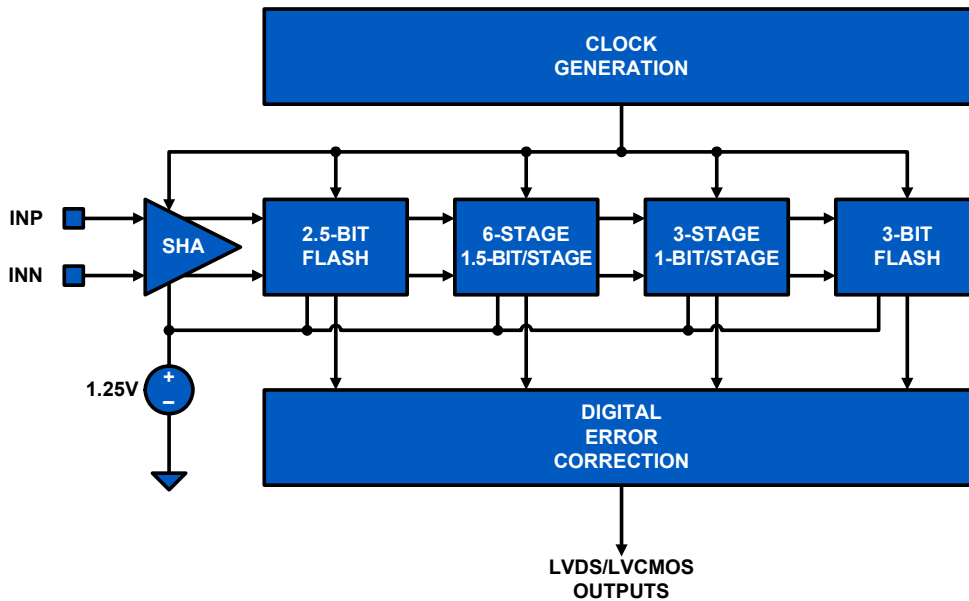 CLOCK
GENERATION
INP
INN
SHA
2.5-BIT
FLASH
6-STAGE
1.5-BIT/STAGE
3-STAGE
1-BIT/STAGE
3-BIT
FLASH
1.25V
+
–
DIGITAL
ERROR
CORRECTION
LVDS/LVCMOS
OUTPUTS